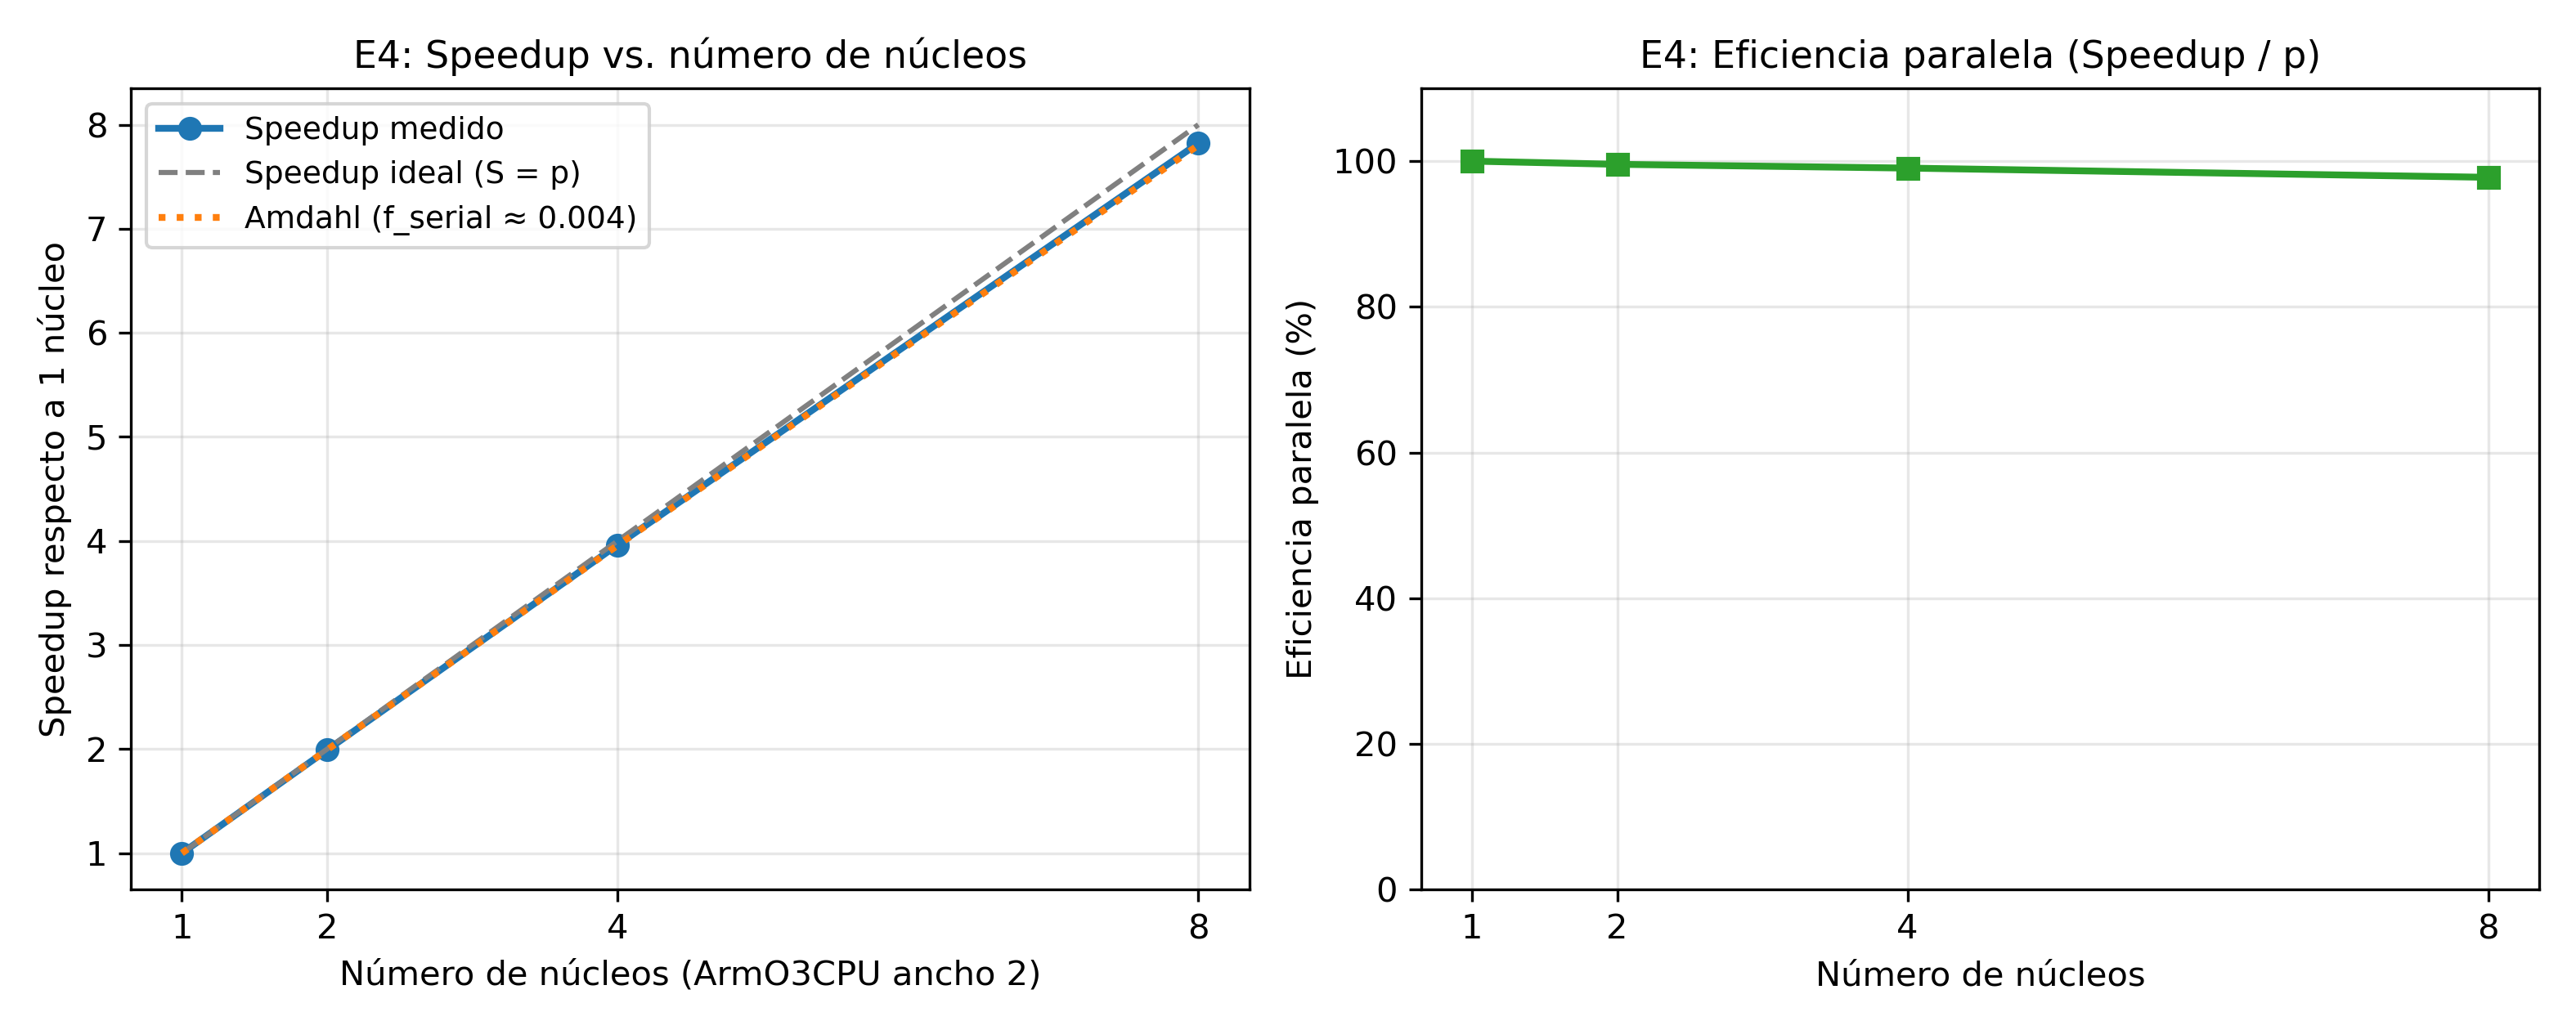 E4: Speedup vs. número de núcleos
Speedup medido
Speedup ideal (S = p)
Amdahl (f_serial ≈ 0.004)
8
7
6
5
4
3
2
1
Speedup respecto a 1 núcleo
1 2 4 8
Número de núcleos (ArmO3CPU ancho 2)
E4: Eficiencia paralela (Speedup / p)
100
80
60
40
20
0
Eficiencia paralela (%)
1 2 4 8
Número de núcleos